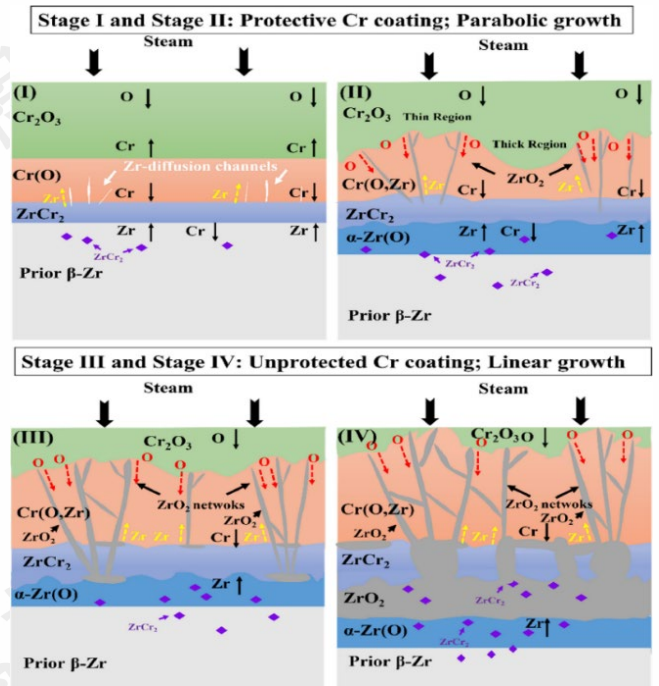 Stage I and Stage II: Protective Cr coating; Parabolic growth
Steam
Steam
(I)
O
O
Cr₂O₃
Cr
Cr
Zr-diffusion channels
Cr(O)
Cr
Cr
Zr
Zr
ZrCr₂
Zr
Cr
Zr
ZrCr₂
Prior β-Zr
(II)
O
O
Cr₂O₃
Thin Region
Thick Region
O
O
O
O
O
ZrO₂
Cr(O,Zr)
Zr
Cr
Zr
Cr
ZrCr₂
α-Zr(O)
Zr
Cr
Zr
ZrCr₂
ZrCr₂
Prior β-Zr
Stage III and Stage IV: Unprotected Cr coating; Linear growth
Steam
Steam
(III)
Cr₂O₃
O
O
O
O
O
O
O
ZrO₂ netwoks
Cr(O,Zr)
ZrO₂
ZrO₂
Zr
Zr
Cr
Zr
ZrCr₂
α-Zr(O)
Zr
ZrCr₂
Prior β-Zr
(IV)
Cr₂O₃
O
O
O
O
O
O
ZrO₂ netwoks
Cr(O,Zr)
ZrO₂
ZrO₂
Zr
Cr
Zr
ZrCr₂
ZrO₂
ZrCr₂
α-Zr(O)
ZrCr₂
Zr
Prior β-Zr